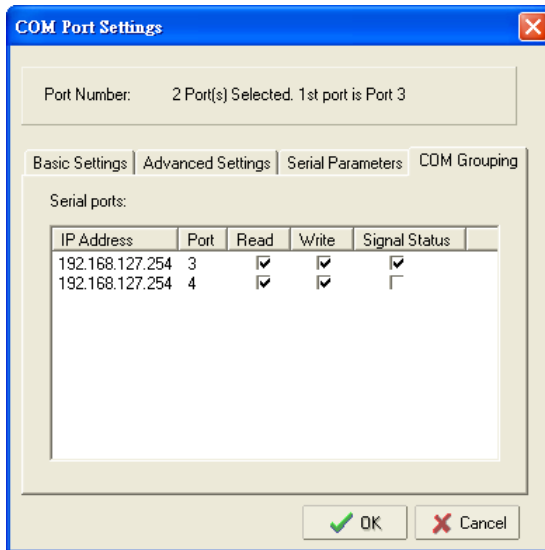 COM Port Settings
Port Number: 2 Port(s) Selected. 1st port is Port 3
Basic Settings Advanced Settings Serial Parameters COM Grouping
Serial ports:
IP Address Port Read Write Signal Status
192.168.127.254 3
192.168.127.254 4
OK Cancel